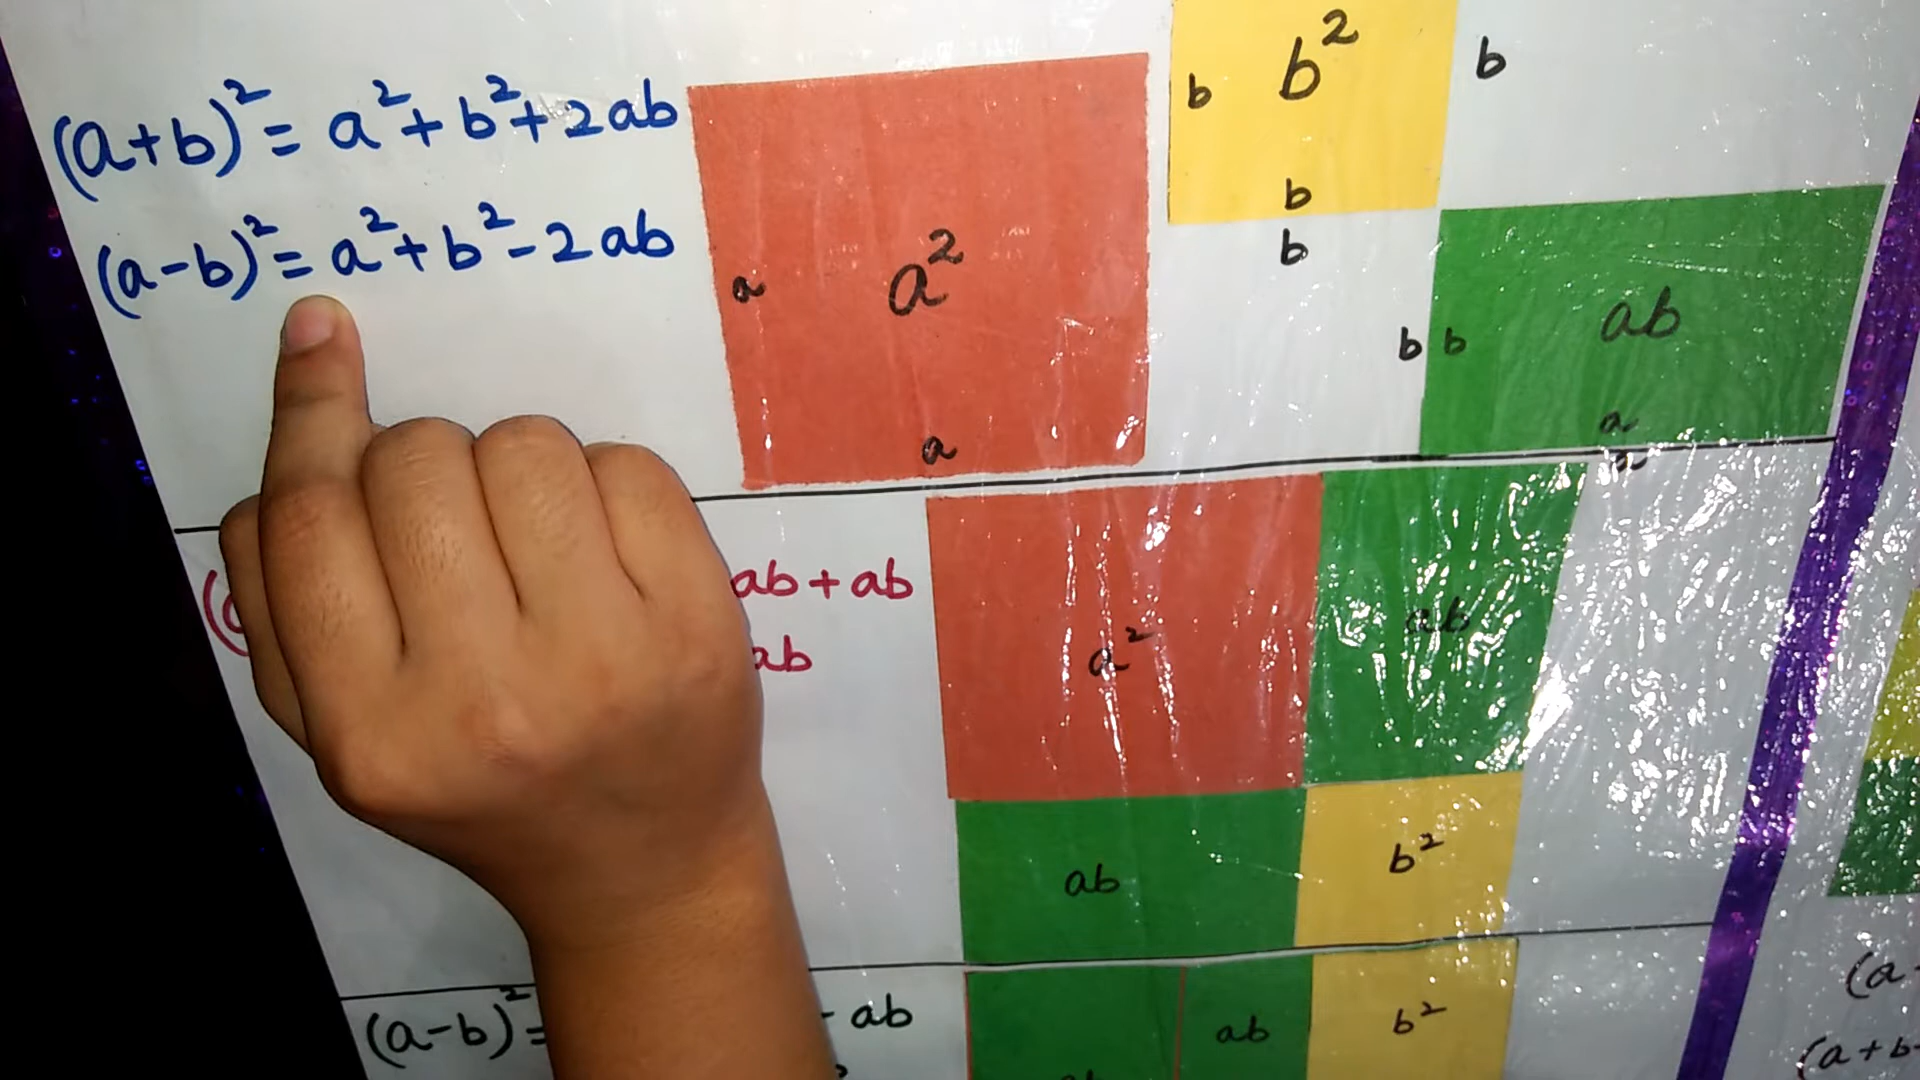 (a+b)²= a²+b²+2ab
(a-b)²= a²+b²-2ab
a
a²
a
b
b²
b
b
b
b
b
ab
a
a
ab+ab
ab
a²
ab
ab
b²
(a-b)²=
- ab
ab
b²
(a
(a+b